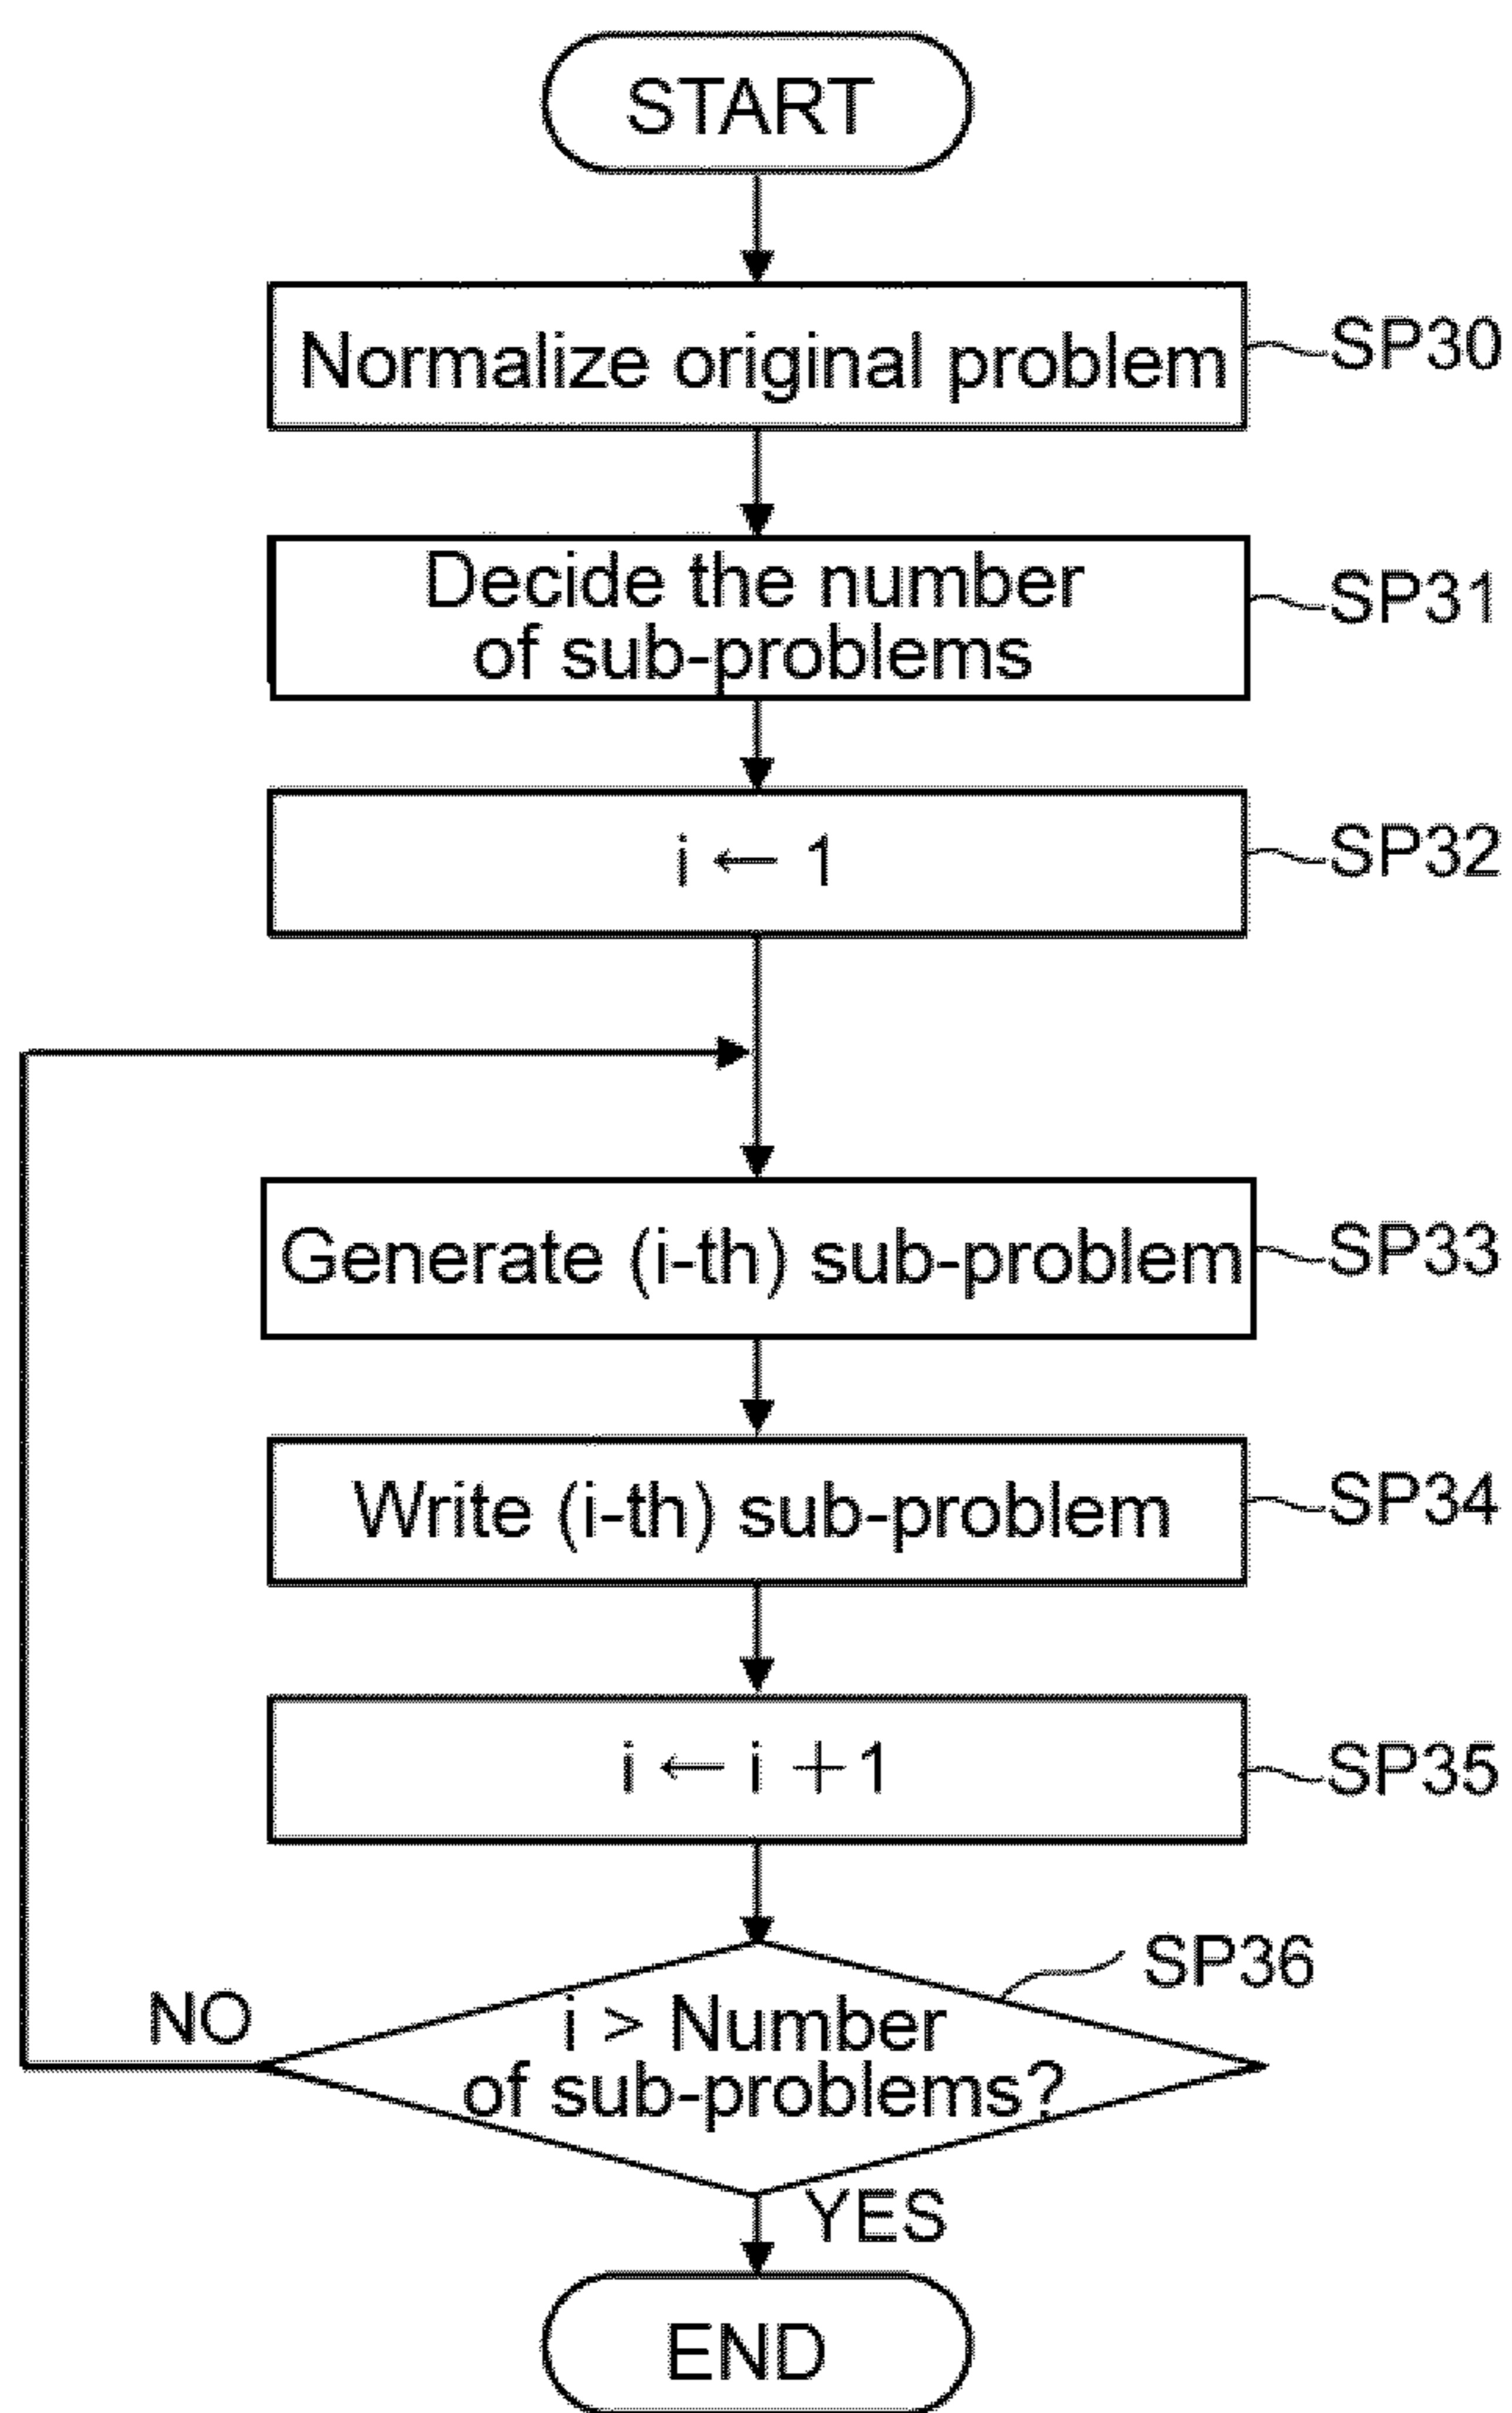 START
Normalize original problem
SP30
Decide the number
of sub-problems
SP31
i ← 1
SP32
Generate (i-th) sub-problem
SP33
Write (i-th) sub-problem
SP34
i ← i +1
SP35
SP36
i > Number
of sub-problems?
NO
YES
END